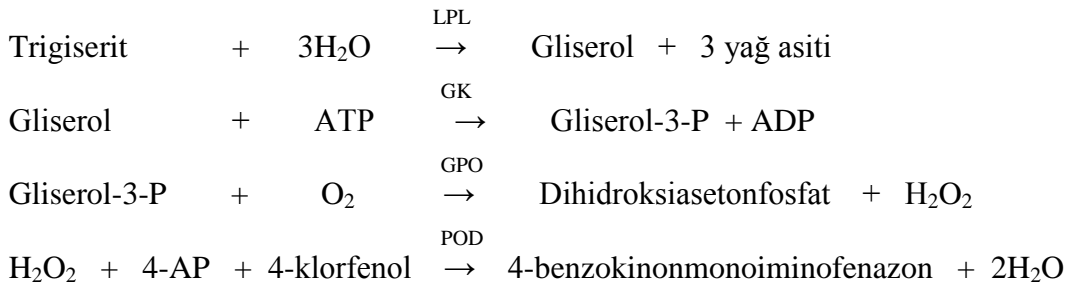 LPL
Trigiserit + 3H₂O → Gliserol + 3 yağ asiti
GK
Gliserol + ATP → Gliserol-3-P + ADP
GPO
Gliserol-3-P + O₂ → Dihidroksiasetonfosfat + H₂O₂
POD
H₂O₂ + 4-AP + 4-klorfenol → 4-benzokinonmonoiminofenazon + 2H₂O